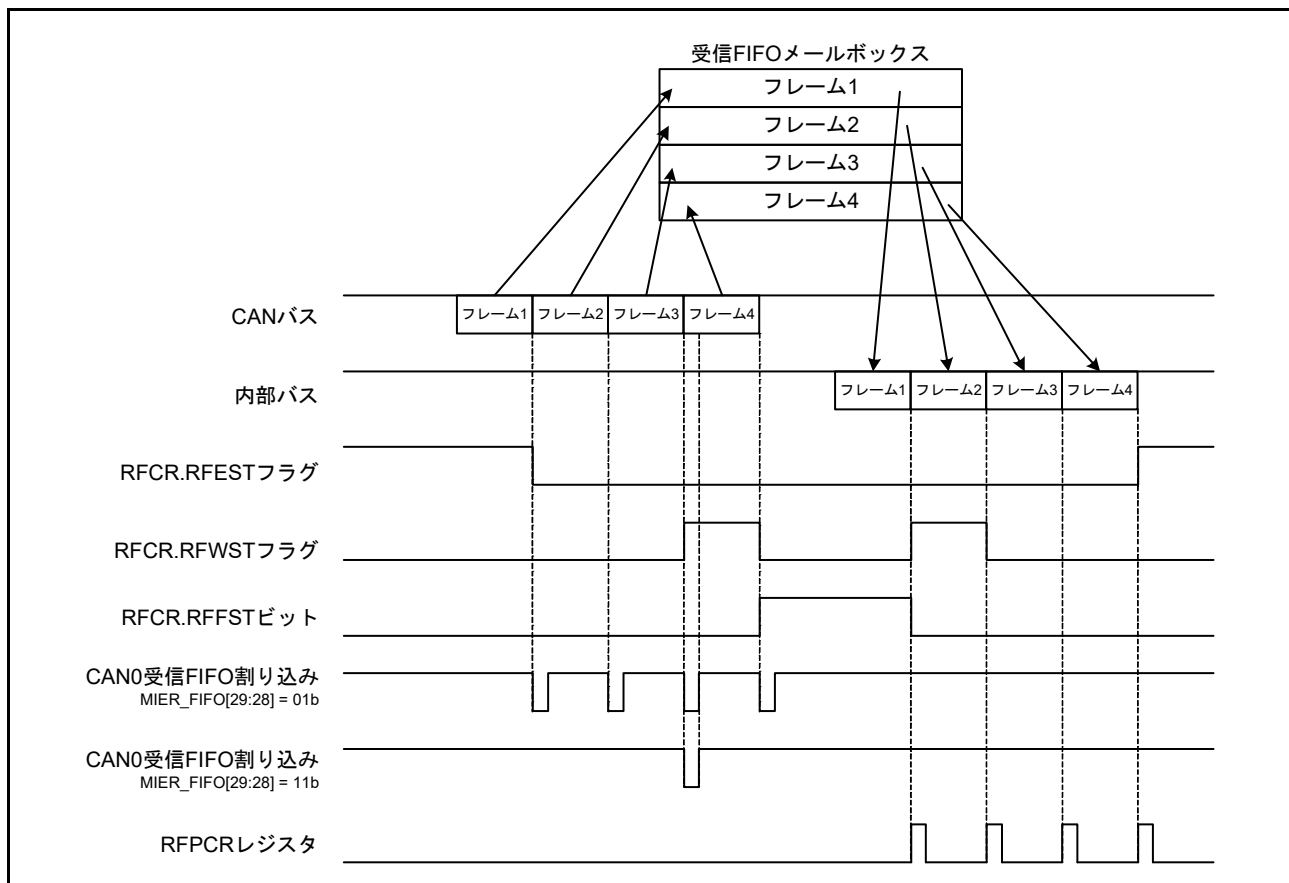 受信FIFOメールボックス
フレーム1
フレーム2
フレーム3
フレーム4
CANバス
フレーム1 フレーム2 フレーム3 フレーム4
内部バス
フレーム1 フレーム2 フレーム3 フレーム4
RFCR.RFESTフラグ
RFCR.RFWSTフラグ
RFCR.RFFSTビット
CAN0受信FIFO割り込み
MIER_FIFO[29:28] = 01b
CAN0受信FIFO割り込み
MIER_FIFO[29:28] = 11b
RFPCRレジスタ